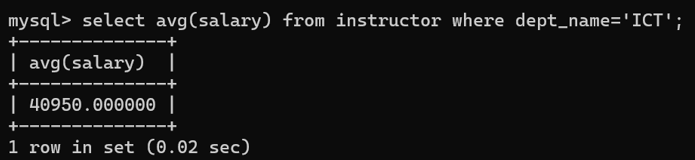 mysql> select avg(salary) from instructor where dept_name='ICT';
+--------------+
| avg(salary)  |
+--------------+
| 40950.000000 |
+--------------+
1 row in set (0.02 sec)